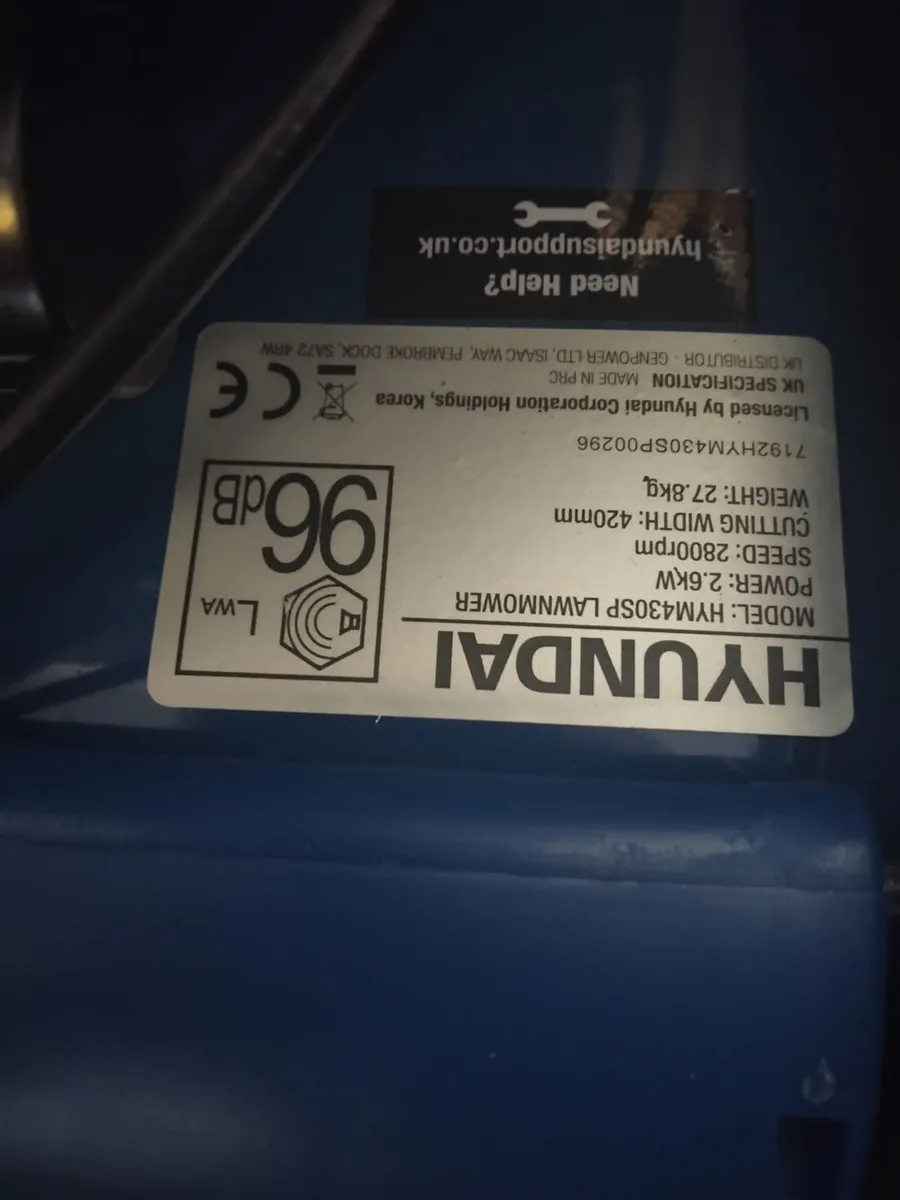 HYUNDAI
MODEL: HYM430SP LAWNMOWER
POWER: 2.6kW
SPEED: 2800rpm
CUTTING WIDTH: 420mm
WEIGHT: 27.8kg
7192HYM430SP00296
LWA
96dB
Licensed by Hyundai Corporation Holdings, Korea
UK SPECIFICATION MADE IN PRC
UK DISTRIBUTOR - GENPOWER LTD, ISAAC WAY, PEMBROKE DOCK, SA72 4RW
CE
Need Help?
hyundaisupport.co.uk